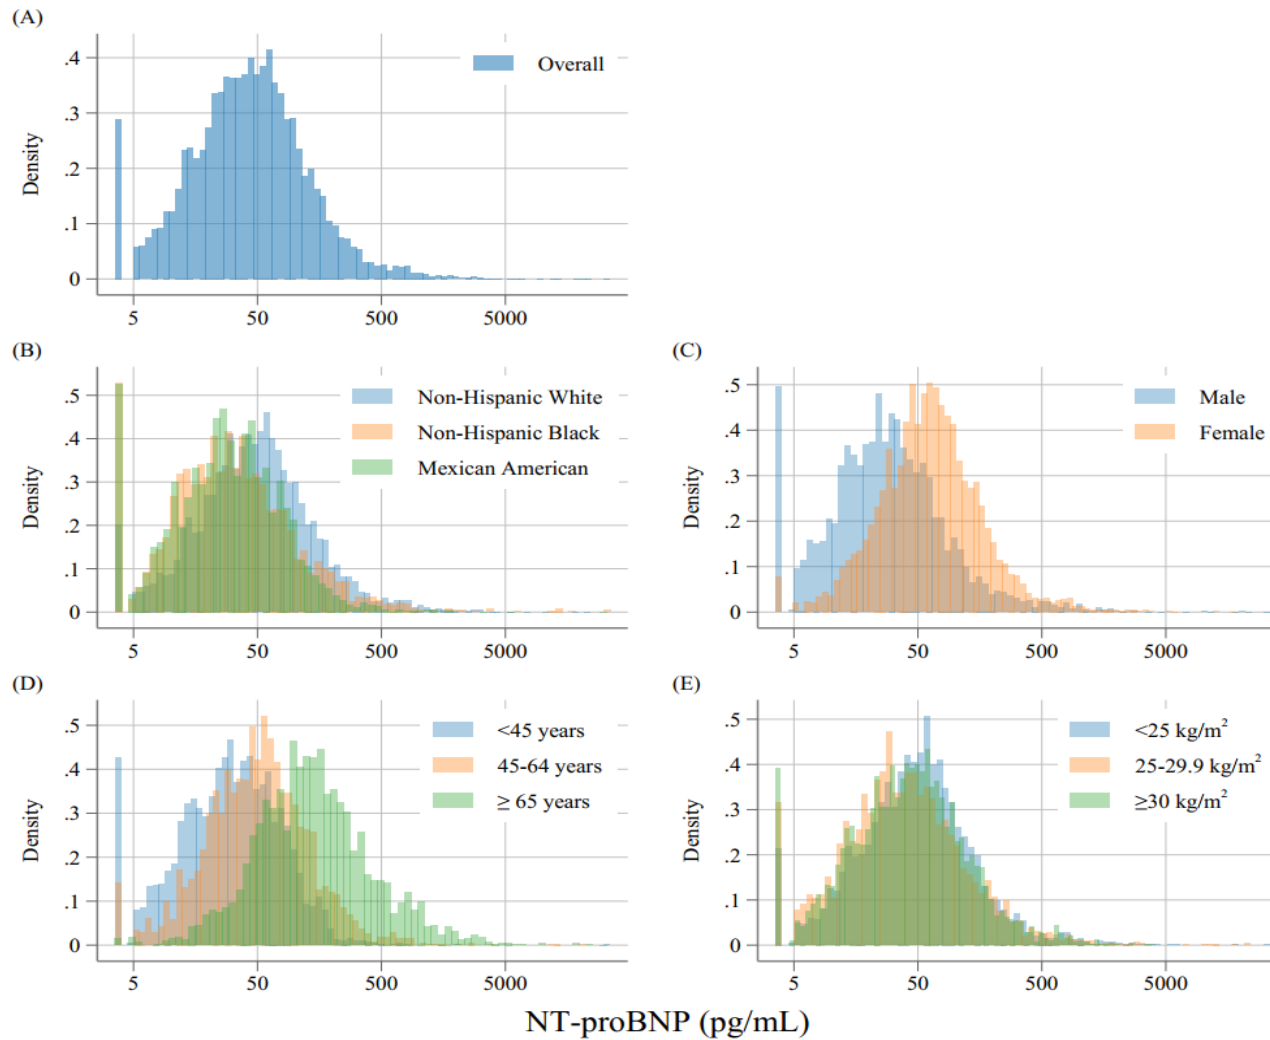 (A)
Overall
Density
.4
.3
.2
.1
0
5 50 500 5000
(B)
Non-Hispanic White
Non-Hispanic Black
Mexican American
Density
.5
.4
.3
.2
.1
0
5 50 500 5000
(C)
Male
Female
Density
.5
.4
.3
.2
.1
0
5 50 500 5000
(D)
<45 years
45-64 years
≥ 65 years
Density
.5
.4
.3
.2
.1
0
5 50 500 5000
(E)
<25 kg/m²
25-29.9 kg/m²
≥30 kg/m²
Density
.5
.4
.3
.2
.1
0
5 50 500 5000
NT-proBNP (pg/mL)